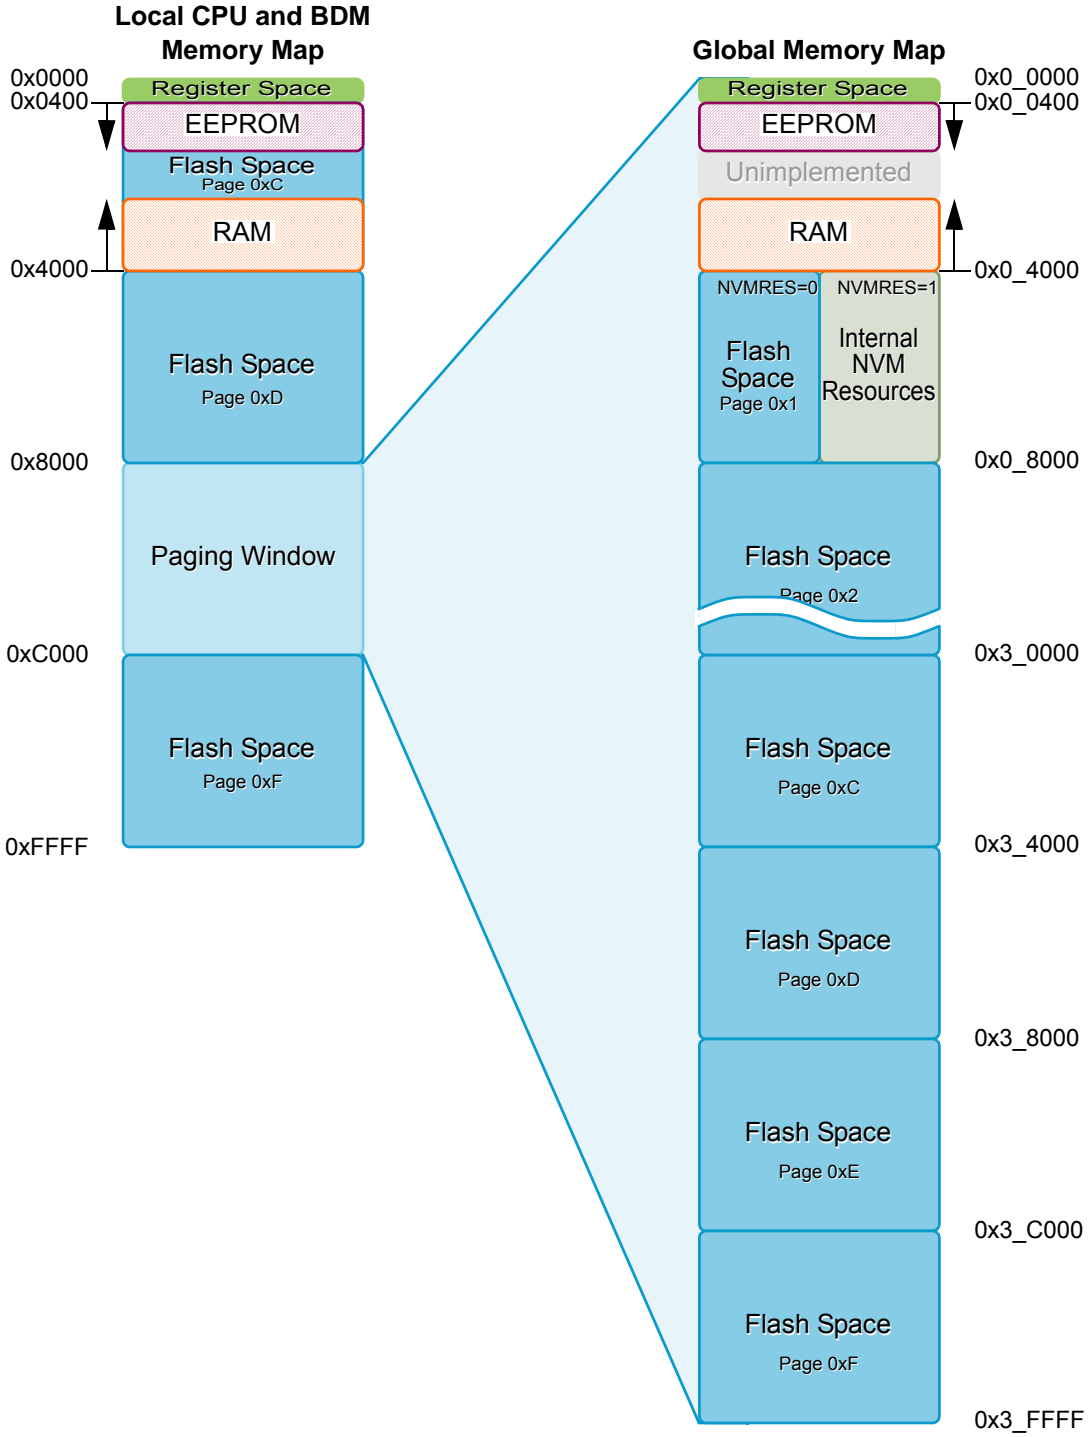 Local CPU and BDM
Memory Map
0x0000
0x0400
Register Space
EEPROM
Flash Space
Page 0xC
RAM
0x4000
Flash Space
Page 0xD
0x8000
Paging Window
0xC000
Flash Space
Page 0xF
0xFFFF
Global Memory Map
Register Space
0x0_0000
0x0_0400
EEPROM
Unimplemented
RAM
0x0_4000
NVMRES=0
NVMRES=1
Flash
Space
Page 0x1
Internal
NVM
Resources
0x0_8000
Flash Space
Page 0x2
0x3_0000
Flash Space
Page 0xC
0x3_4000
Flash Space
Page 0xD
0x3_8000
Flash Space
Page 0xE
0x3_C000
Flash Space
Page 0xF
0x3_FFFF